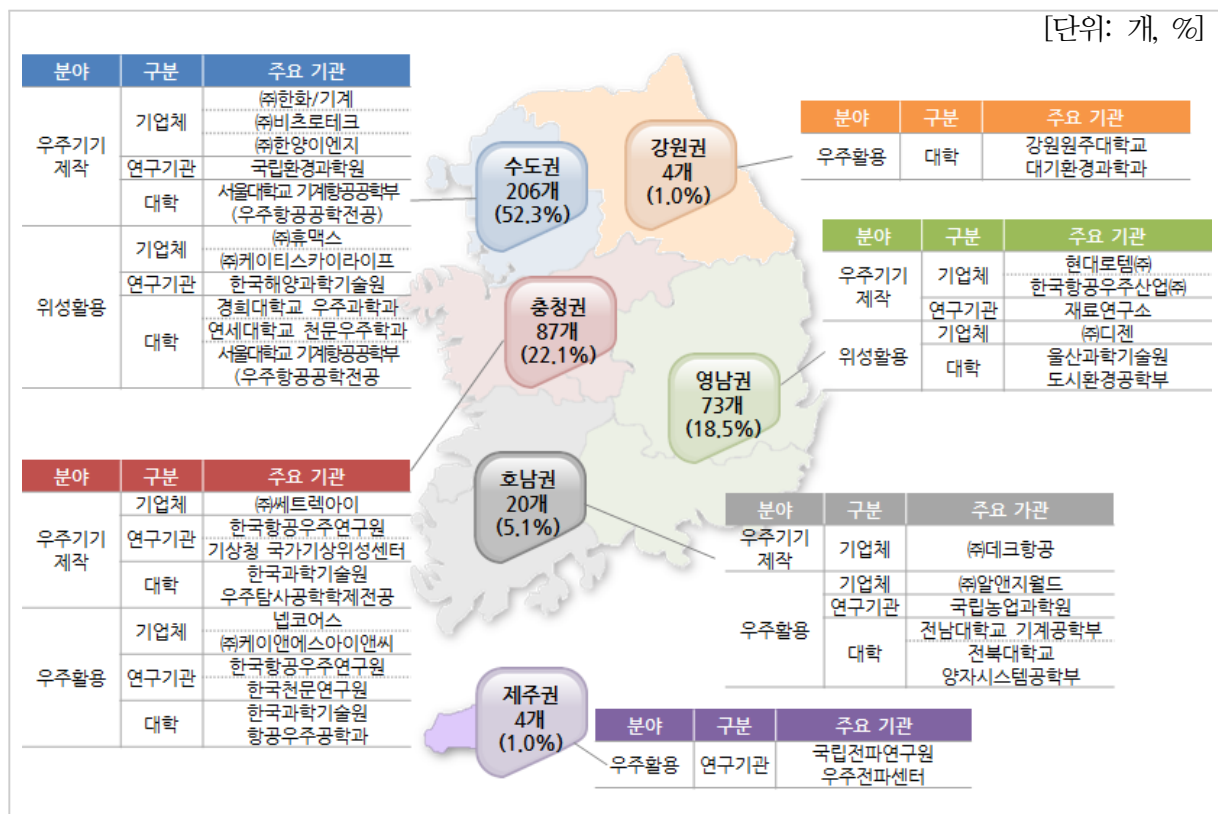 [단위: 개, %]
분야 구분 주요 기관
우주기기
제작
기업체
㈜한화/기계
㈜비츠로테크
㈜한양이엔지
연구기관 국립환경과학원
대학
서울대학교 기계항공공학부
(우주항공공학전공)
위성활용
기업체
㈜휴맥스
㈜케이티스카이라이프
연구기관 한국해양과학기술원
대학
경희대학교 우주과학과
연세대학교 천문우주학과
서울대학교 기계항공공학부
(우주항공공학전공
수도권
206개
(52.3%)
강원권
4개
(1.0%)
분야 구분 주요 기관
우주활용 대학
강원원주대학교
대기환경과학과
충청권
87개
(22.1%)
영남권
73개
(18.5%)
분야 구분 주요 기관
우주기기
제작
기업체
현대로템㈜
한국항공우주산업㈜
연구기관 재료연구소
위성활용
기업체 ㈜디젠
대학
울산과학기술원
도시환경공학부
분야 구분 주요 기관
우주기기
제작
기업체 ㈜쎄트렉아이
연구기관
한국항공우주연구원
기상청 국가기상위성센터
대학
한국과학기술원
우주탐사공학학제전공
우주활용
기업체
넵코어스
㈜케이앤에스아이앤씨
연구기관
한국항공우주연구원
한국천문연구원
대학
한국과학기술원
항공우주공학과
호남권
20개
(5.1%)
분야 구분 주요 가관
우주기기
제작
기업체 ㈜데크항공
우주활용
기업체 ㈜알앤지월드
연구기관 국립농업과학원
대학
전남대학교 기계공학부
전북대학교
양자시스템공학부
제주권
4개
(1.0%)
분야 구분 주요 기관
우주활용 연구기관
국립전파연구원
우주전파센터